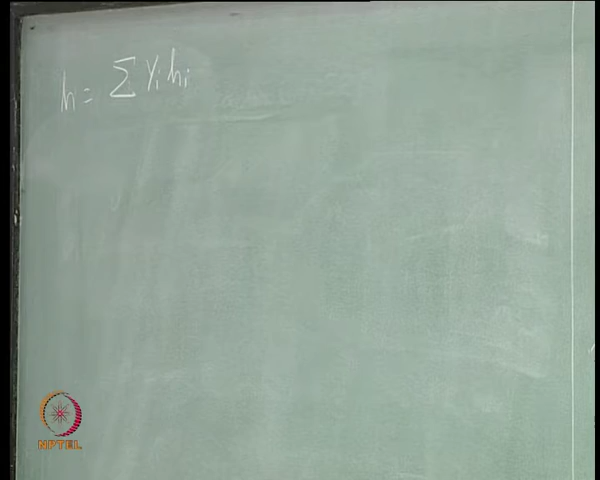 h = ∑ Yᵢ hᵢ
NPTEL